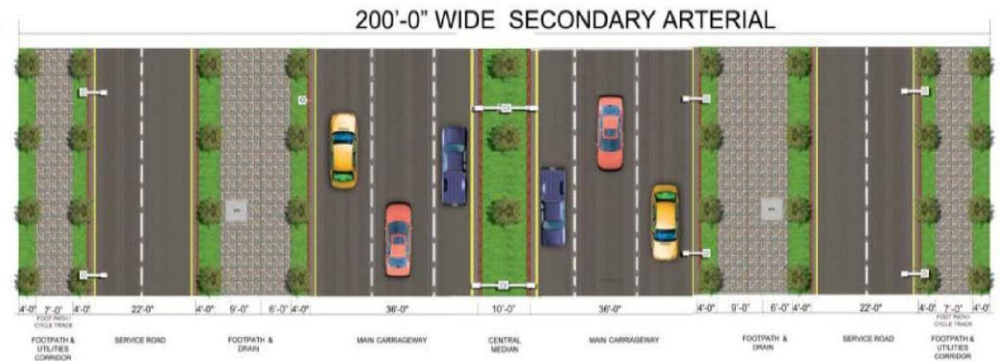 200'-0" WIDE SECONDARY ARTERIAL
4'-0" 7'-0" 4'-0" 22'-0" 4'-0" 9'-0" 6'-0" 4'-0" 36'-0" 10'-0" 36'-0" 4'-0" 9'-0" 6'-0" 4'-0" 22'-0" 4'-0" 7'-0" 4'-0"
FOOT PATH /
CYCLE TRACK
FOOTPATH &
UTILITIES
CORRIDOR
SERVICE ROAD
FOOTPATH &
DRAIN
MAIN CARRIAGEWAY
CENTRAL
MEDIAN
MAIN CARRIAGEWAY
FOOTPATH &
DRAIN
SERVICE ROAD
FOOT PATH /
CYCLE TRACK
FOOTPATH &
UTILITIES
CORRIDOR